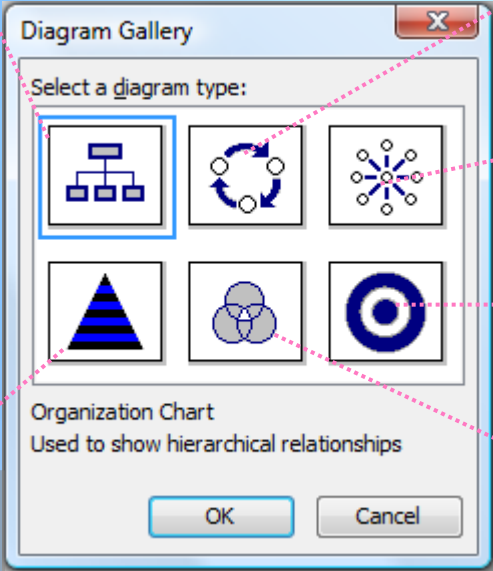 Diagram Gallery
Select a diagram type:
Organization Chart
Used to show hierarchical relationships
OK
Cancel